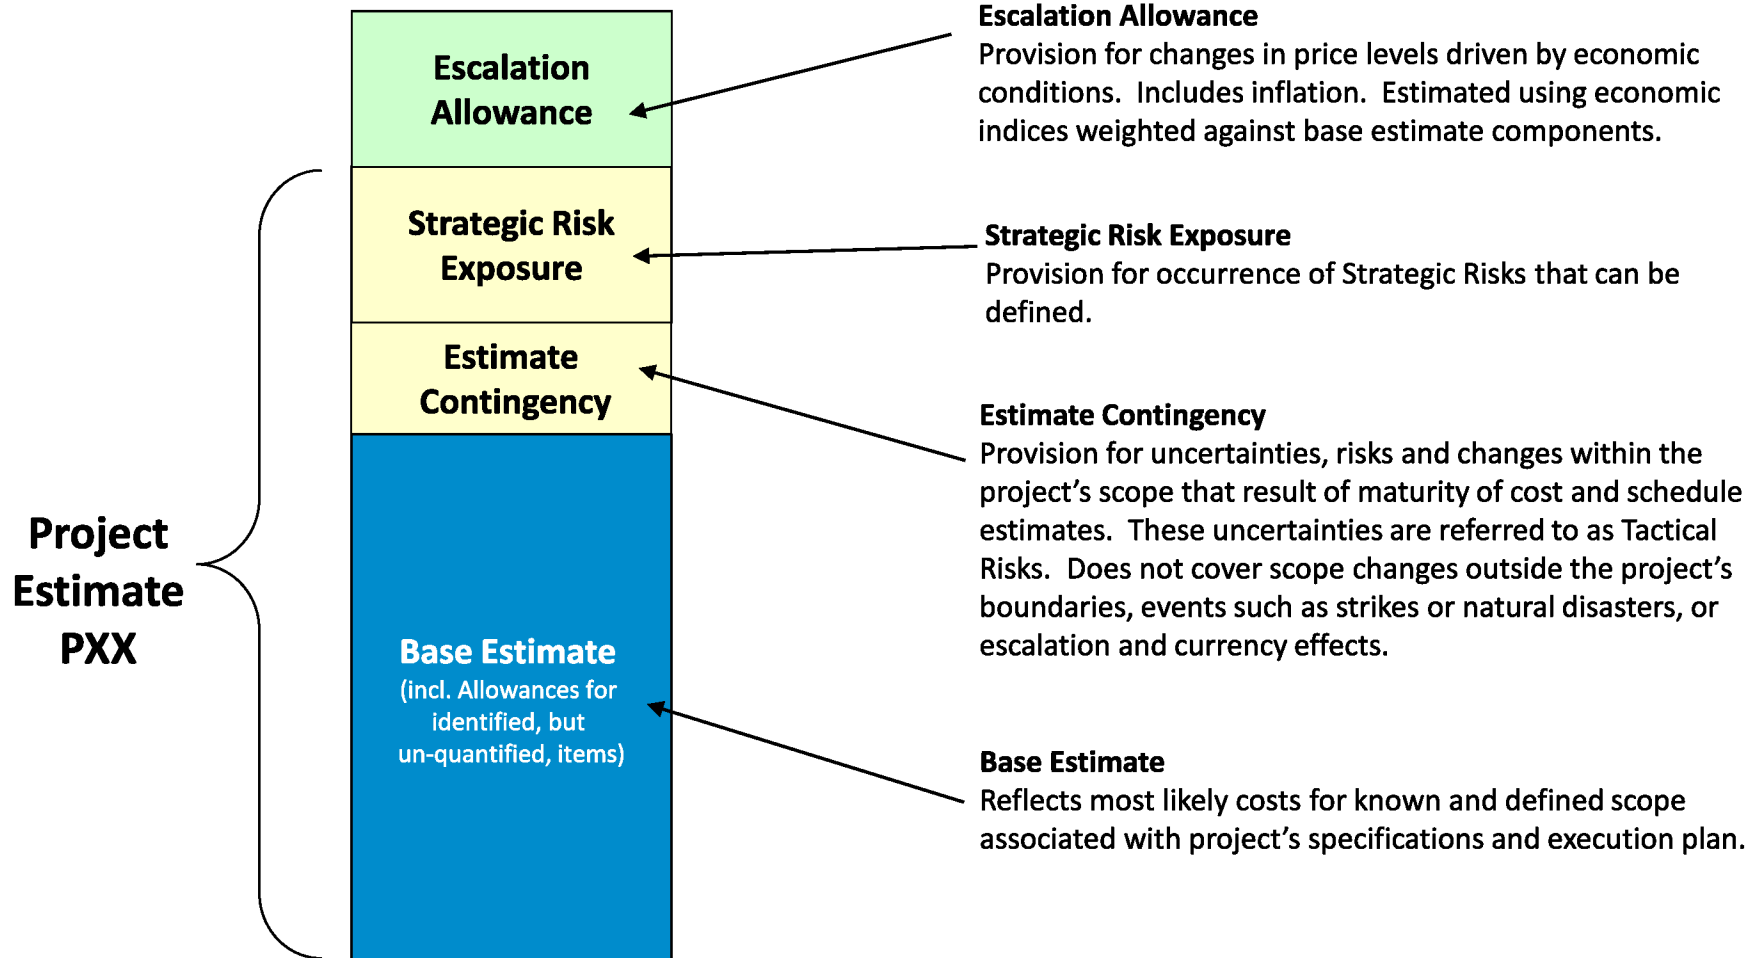 Escalation
Allowance
Strategic Risk
Exposure
Estimate
Contingency
Base Estimate
(incl. Allowances for
identified, but
un-quantified, items)
Project
Estimate
PXX
Escalation Allowance
Provision for changes in price levels driven by economic
conditions.  Includes inflation.  Estimated using economic
indices weighted against base estimate components.
Strategic Risk Exposure
Provision for occurrence of Strategic Risks that can be
defined.
Estimate Contingency
Provision for uncertainties, risks and changes within the
project’s scope that result of maturity of cost and schedule
estimates.  These uncertainties are referred to as Tactical
Risks.  Does not cover scope changes outside the project’s
boundaries, events such as strikes or natural disasters, or
escalation and currency effects.
Base Estimate
Reflects most likely costs for known and defined scope
associated with project’s specifications and execution plan.